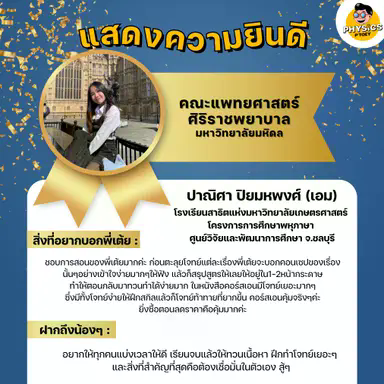 PHYSICS
แสดงความยินดี
คณะแพทยศาสตร์
ศิริราชพยาบาล
มหาวิทยาลัยมหิดล
ปาณิศา ปิยมหพงศ์ (เอม)
โรงเรียนสาธิตแห่งมหาวิทยาลัยเกษตรศาสตร์
โครงการการศึกษาพหุภาษา
ศูนย์วิจัยและพัฒนาการศึกษา จ.ชลบุรี
สิ่งที่อยากบอกพี่เต้ย :
ชอบการสอนของพี่เต้ยมากค่ะ ก่อนตะลุยโจทย์แต่ละเรื่องพี่เต้ยจะบอกคอนเซปของเรื่อง
นั้นๆอย่างเข้าใจง่ายมากๆให้ฟัง แล้วก็สรุปสูตรให้เลยให้อยู่ใน1-2หน้ากระดาษ
ทำให้ตอนกลับมาทวนทำได้ง่ายมาก ในหนังสือคอร์สเอนมีโจทย์เยอะมากๆ
ซึ่งมีทั้งโจทย์ง่ายให้ฝึกสกิลแล้วก็โจทย์ท้าทายที่ยากขึ้น คอร์สเอนคุ้มจริงๆค่ะ
ยิ่งซื้อตอนลดราคาคือคุ้มมากค่ะ
ฝากถึงน้องๆ :
อยากให้ทุกคนแบ่งเวลาให้ดี เรียนจบแล้วให้ทวนเนื้อหา ฝึกทำโจทย์เยอะๆ
และสิ่งที่สำคัญที่สุดคือต้องเชื่อมั่นในตัวเอง สู้ๆ